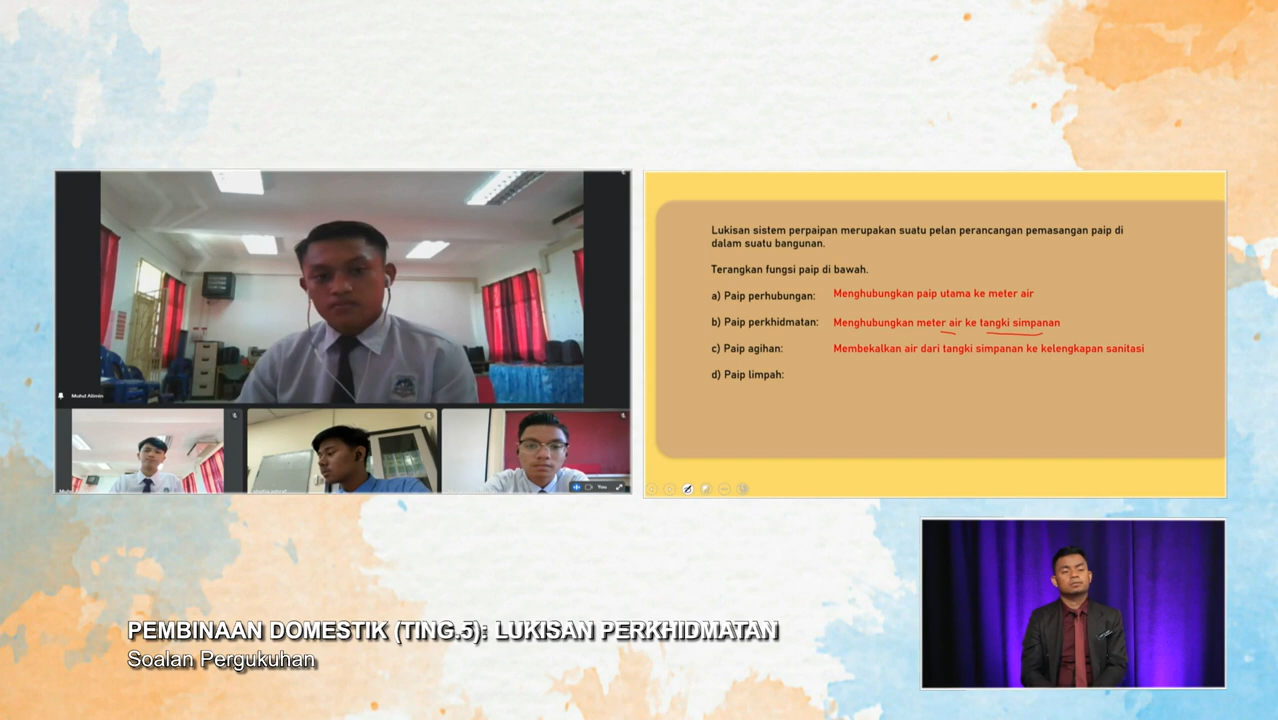 Lukisan sistem perpaipan merupakan suatu pelan perancangan pemasangan paip di
dalam suatu bangunan.
Terangkan fungsi paip di bawah.
a) Paip perhubungan: Menghubungkan paip utama ke meter air
b) Paip perkhidmatan: Menghubungkan meter air ke tangki simpanan
c) Paip agihan: Membekalkan air dari tangki simpanan ke kelengkapan sanitasi
d) Paip limpah:
Mohd Alimin
You
PEMBINAAN DOMESTIK (TING.5): LUKISAN PERKHIDMATAN
Soalan Pergukuhan